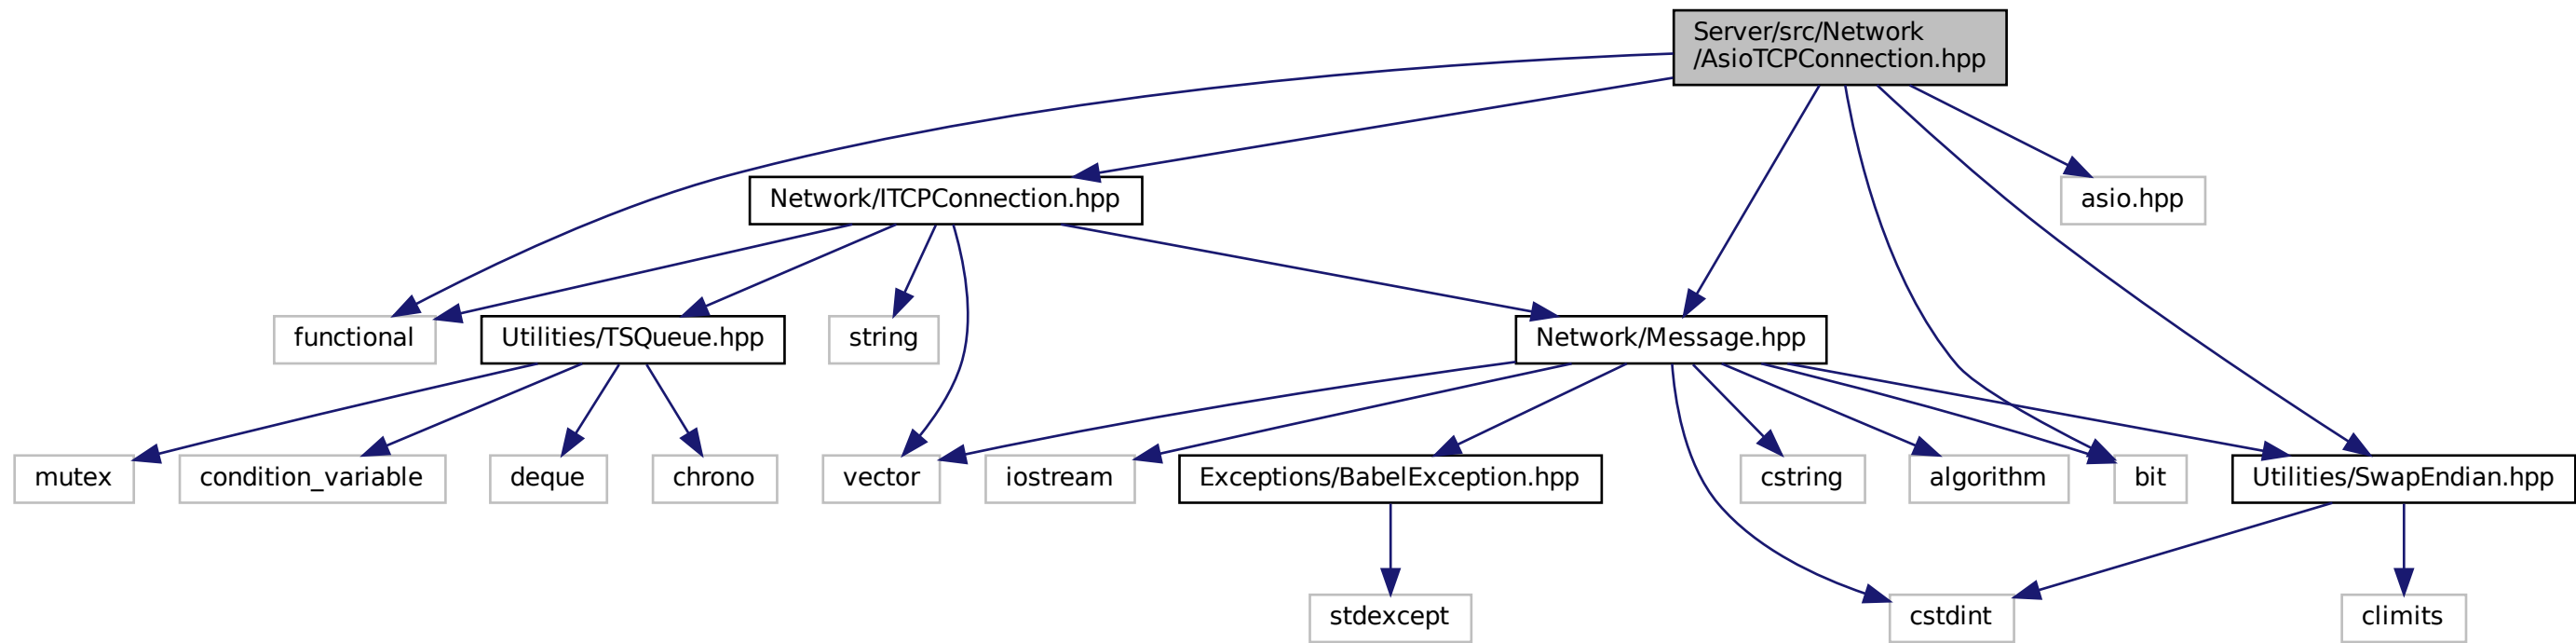 Server/src/Network
/AsioTCPConnection.hpp
Network/ITCPConnection.hpp
asio.hpp
functional
Utilities/TSQueue.hpp
string
Network/Message.hpp
mutex
condition_variable
deque
chrono
vector
iostream
Exceptions/BabelException.hpp
cstring
algorithm
bit
Utilities/SwapEndian.hpp
stdexcept
cstdint
climits